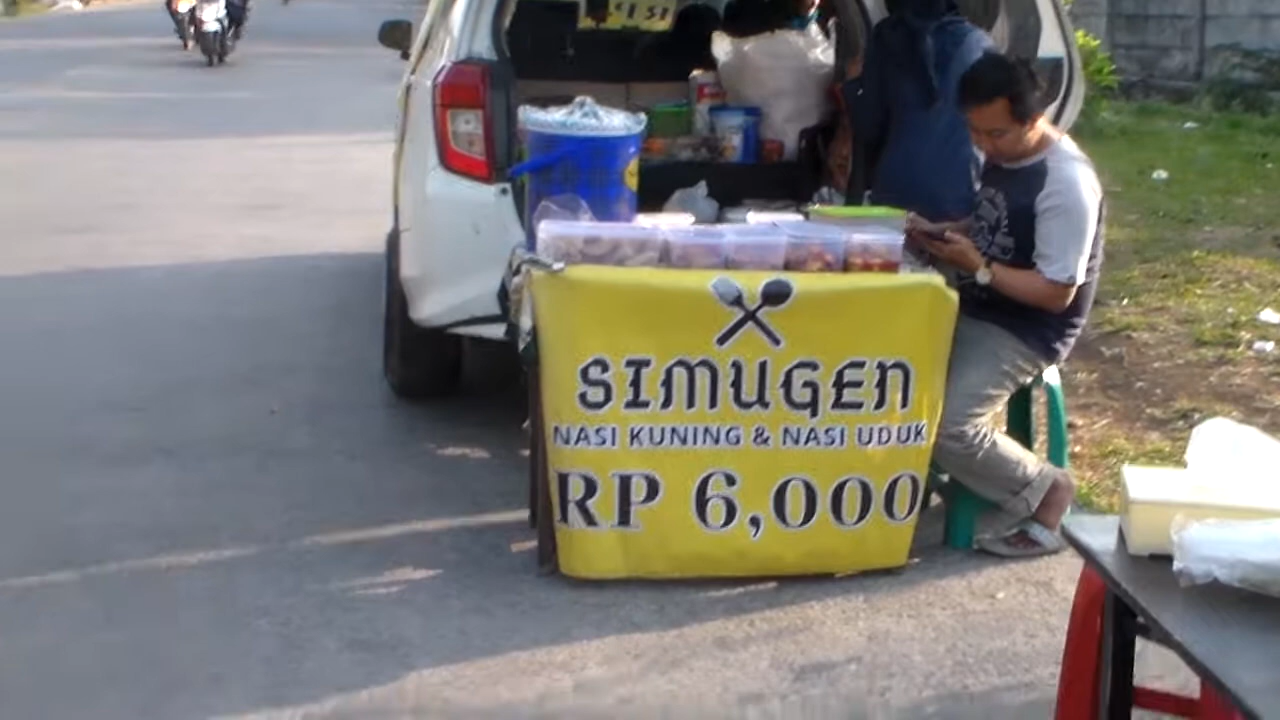 SIMUGEN
NASI KUNING & NASI UDUK
RP 6,000